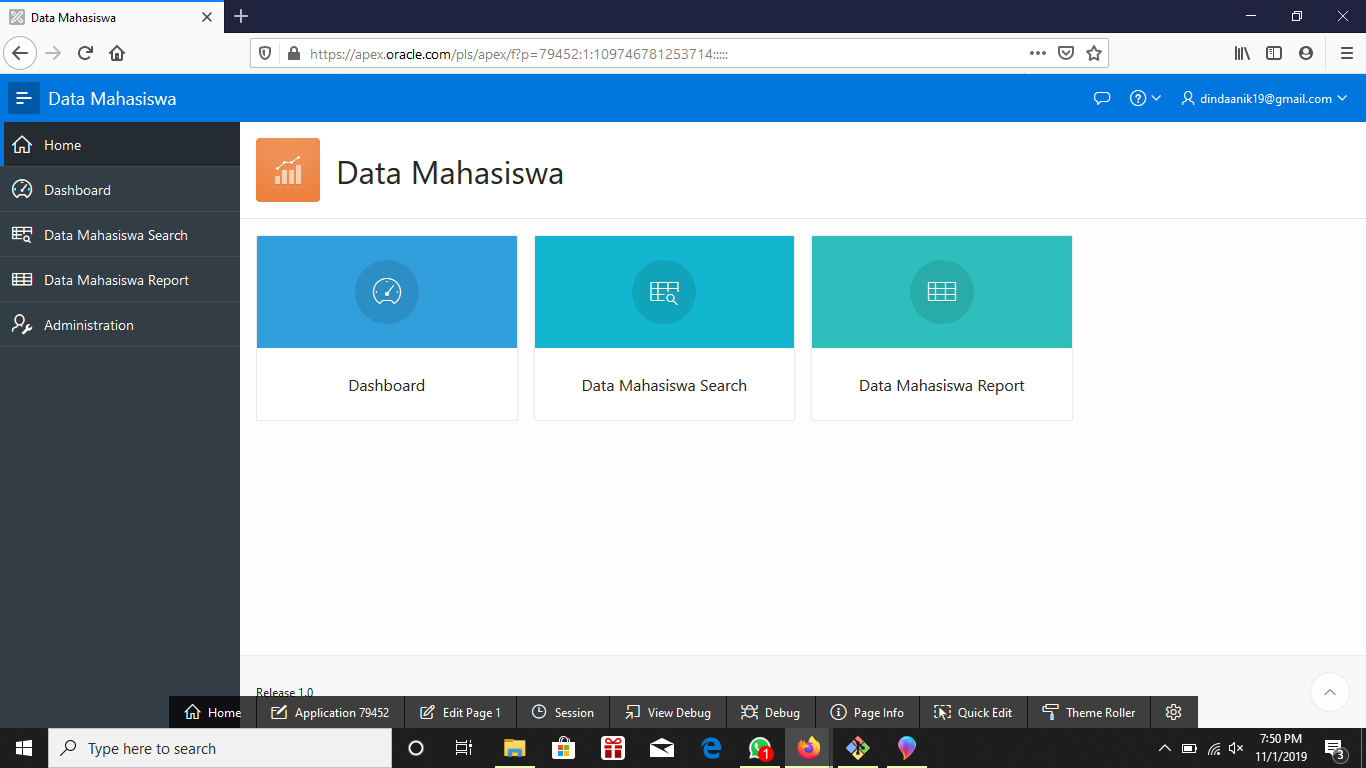 Data Mahasiswa
https://apex.oracle.com/pls/apex/f?p=79452:1:109746781253714:::::
Data Mahasiswa
dindaanik19@gmail.com
Home
Dashboard
Data Mahasiswa Search
Data Mahasiswa Report
Administration
Data Mahasiswa
Dashboard
Data Mahasiswa Search
Data Mahasiswa Report
Release 1.0
Home
Application 79452
Edit Page 1
Session
View Debug
Debug
Page Info
Quick Edit
Theme Roller
Type here to search
1
7:50 PM
11/1/2019
3